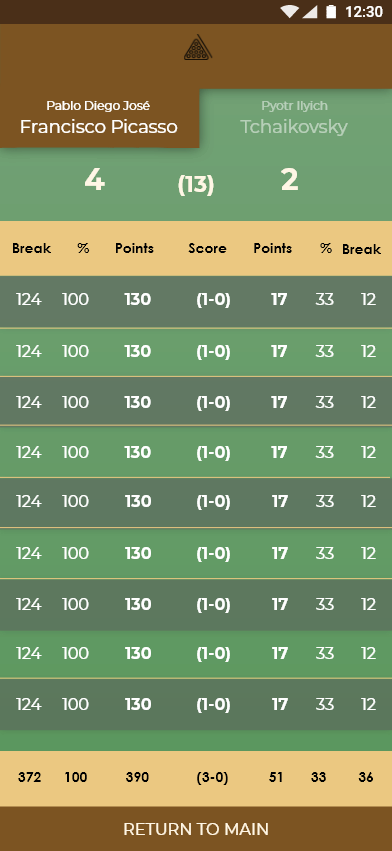 12:30
Pablo Diego José
Francisco Picasso
Pyotr Ilyich
Tchaikovsky
4 (13) 2
Break % Points Score Points % Break
124 100 130 (1-0) 17 33 12
124 100 130 (1-0) 17 33 12
124 100 130 (1-0) 17 33 12
124 100 130 (1-0) 17 33 12
124 100 130 (1-0) 17 33 12
124 100 130 (1-0) 17 33 12
124 100 130 (1-0) 17 33 12
124 100 130 (1-0) 17 33 12
124 100 130 (1-0) 17 33 12
372 100 390 (3-0) 51 33 36
RETURN TO MAIN